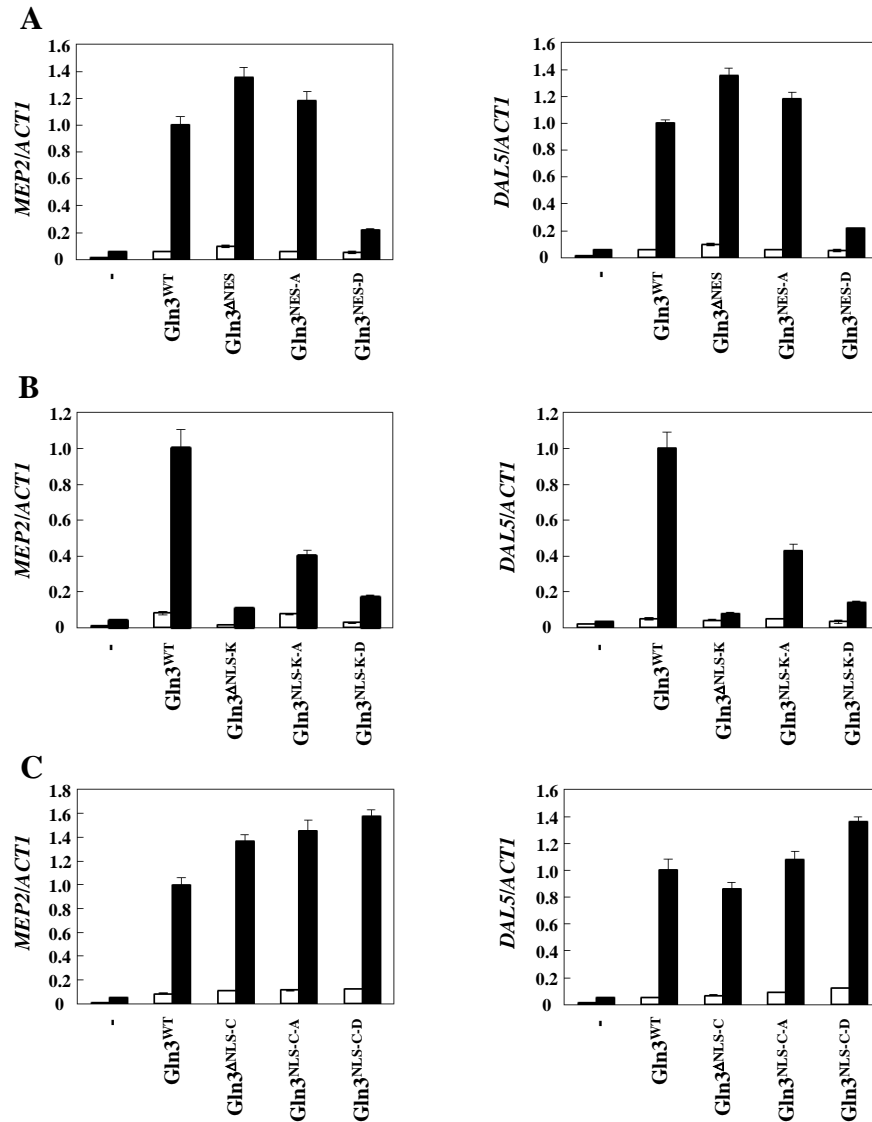 A
MEP2/ACT1
1.6
1.4
1.2
1.0
0.8
0.6
0.4
0.2
0
-
Gln3WT
Gln3ΔNES
Gln3NES-A
Gln3NES-D
DAL5/ACT1
1.6
1.4
1.2
1.0
0.8
0.6
0.4
0.2
0
-
Gln3WT
Gln3ΔNES
Gln3NES-A
Gln3NES-D
B
MEP2/ACT1
1.2
1.0
0.8
0.6
0.4
0.2
0
-
Gln3WT
Gln3ΔNLS-K
Gln3NLS-K-A
Gln3NLS-K-D
DAL5/ACT1
1.2
1.0
0.8
0.6
0.4
0.2
0
-
Gln3WT
Gln3ΔNLS-K
Gln3NLS-K-A
Gln3NLS-K-D
C
MEP2/ACT1
1.8
1.6
1.4
1.2
1.0
0.8
0.6
0.4
0.2
0
-
Gln3WT
Gln3ΔNLS-C
Gln3NLS-C-A
Gln3NLS-C-D
DAL5/ACT1
1.6
1.4
1.2
1.0
0.8
0.6
0.4
0.2
0
-
Gln3WT
Gln3ΔNLS-C
Gln3NLS-C-A
Gln3NLS-C-D